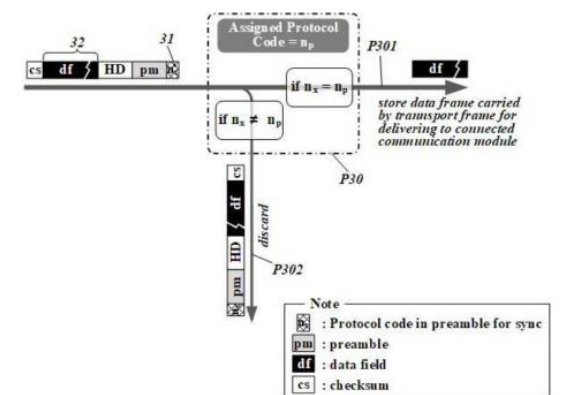 32
31
Assigned Protocol
Code = np
P301
cs df HD pm
df
if nx = np
if nx ≠ np
store data frame carried
by tramsport frame for
delivering to connected
communication module
P30
cs
df
HD
pm
discard
P302
Note
: Protocol code in preamble for sync
pm : preamble
df : data field
cs : checksum